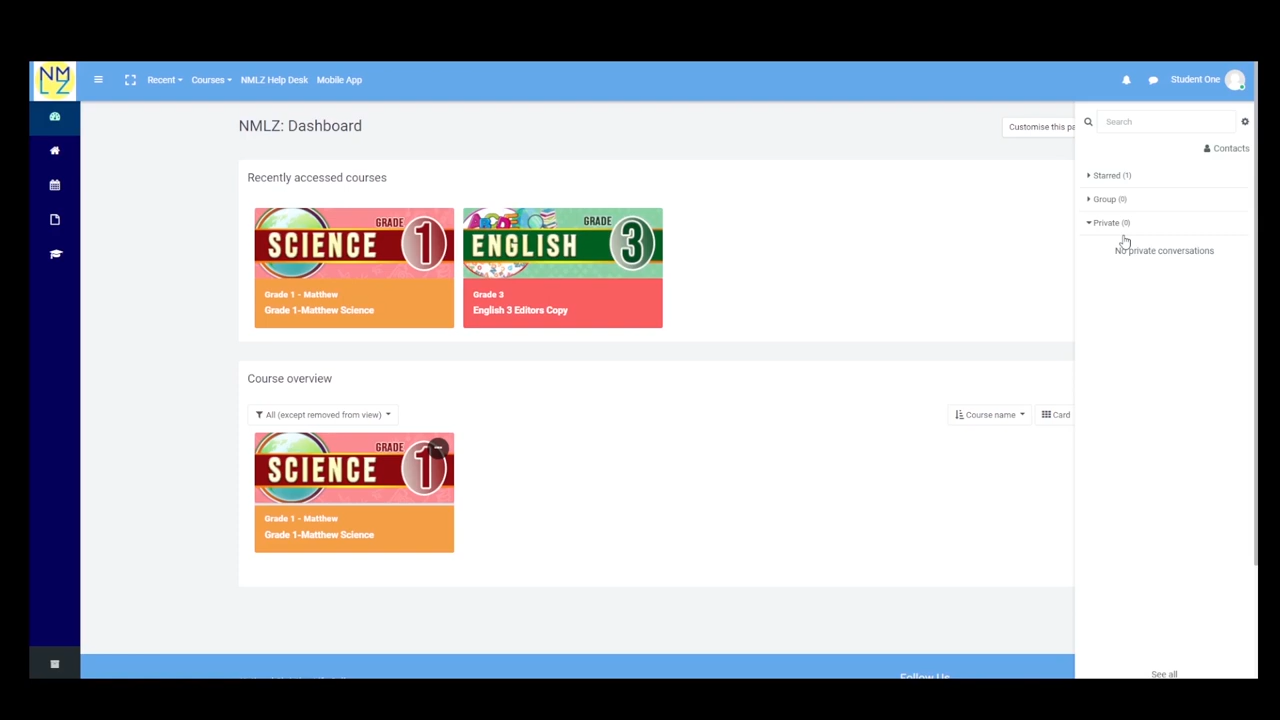 NM
LZ
Recent
Courses
NMLZ Help Desk
Mobile App
Student One
NMLZ: Dashboard
Customise this pa
Search
Contacts
Starred (1)
Group (0)
Private (0)
No private conversations
Recently accessed courses
GRADE
SCIENCE
1
Grade 1 - Matthew
Grade 1-Matthew Science
GRADE
ENGLISH
3
Grade 3
English 3 Editors Copy
Course overview
All (except removed from view)
Course name
Card
GRADE
SCIENCE
1
Grade 1 - Matthew
Grade 1-Matthew Science
Follow Us
See all